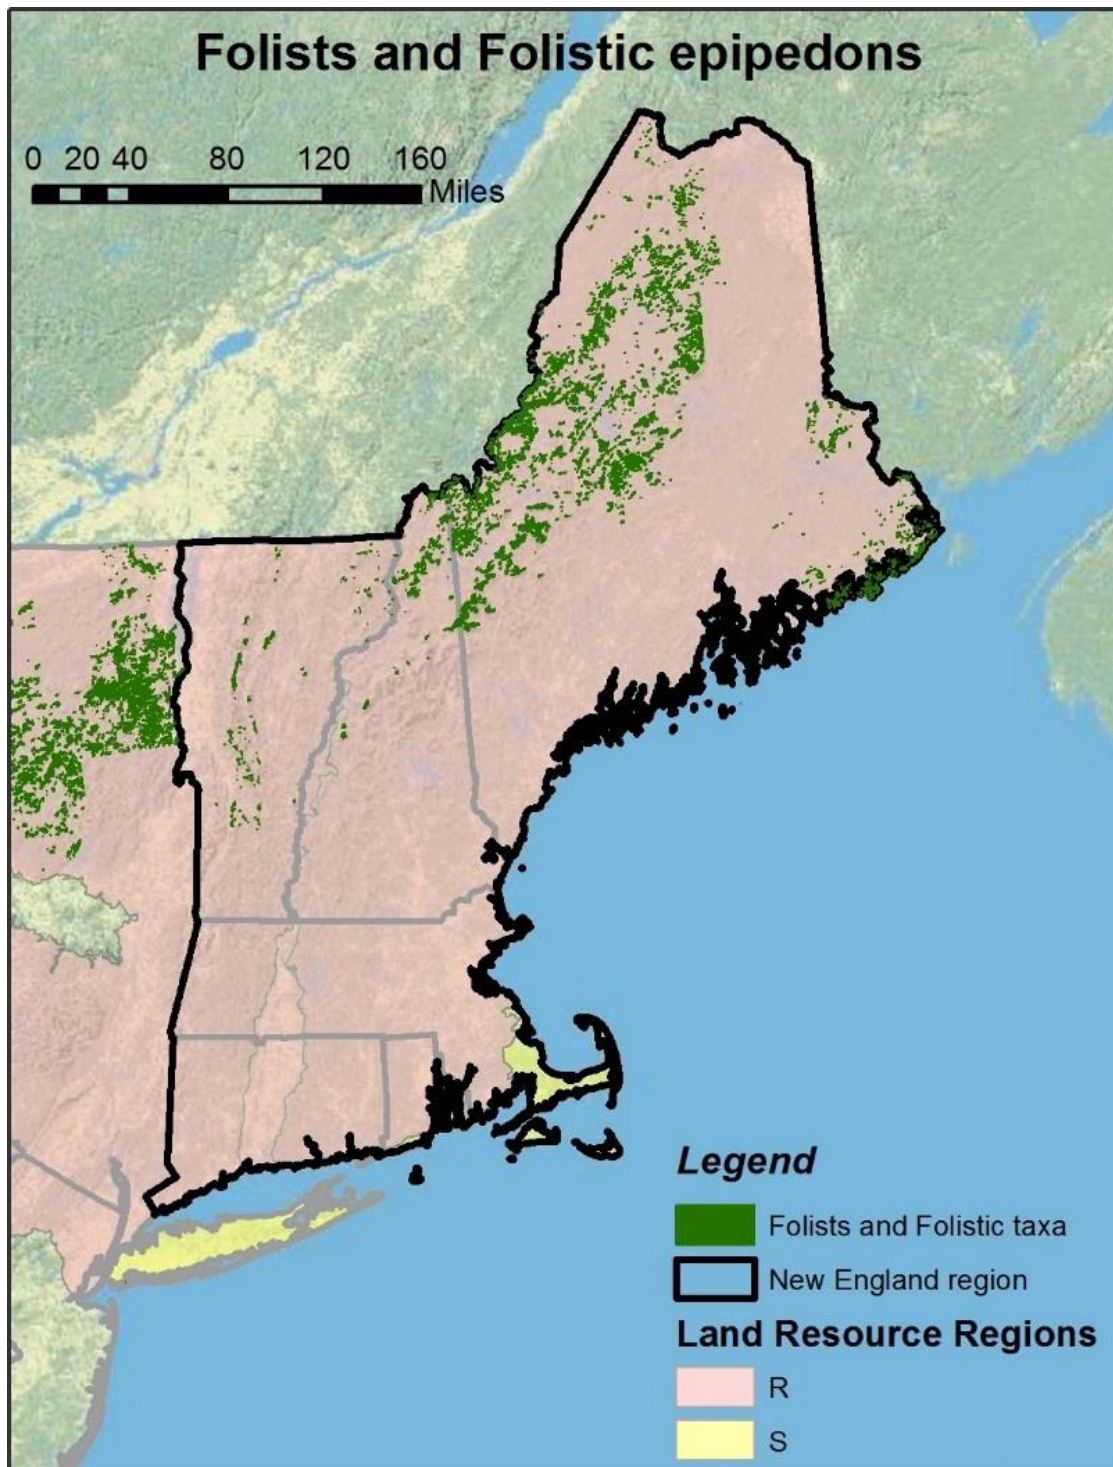 Folists and Folistic epipedons
0 20 40 80 120 160
Miles
Legend
Folists and Folistic taxa
New England region
Land Resource Regions
R
S